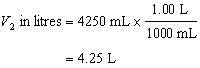 V₂ in litres = 4250 mL × 1.00 L / 1000 mL
= 4.25 L